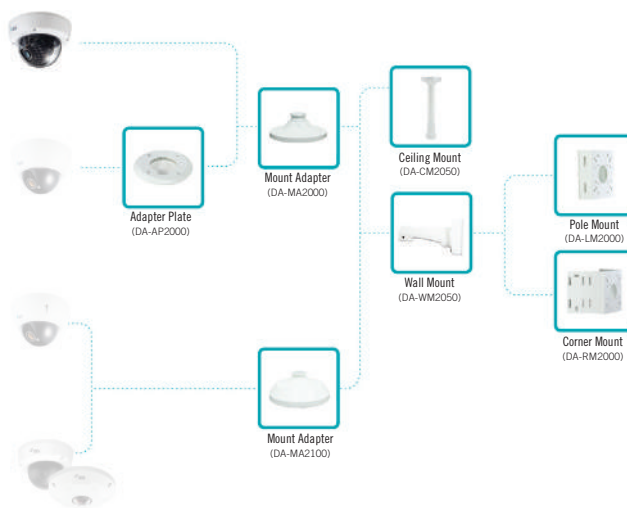 Ceiling Mount
(DA-CM2050)
Mount Adapter
(DA-MA2000)
Adapter Plate
(DA-AP2000)
Pole Mount
(DA-LM2000)
Wall Mount
(DA-WM2050)
Corner Mount
(DA-RM2000)
Mount Adapter
(DA-MA2100)